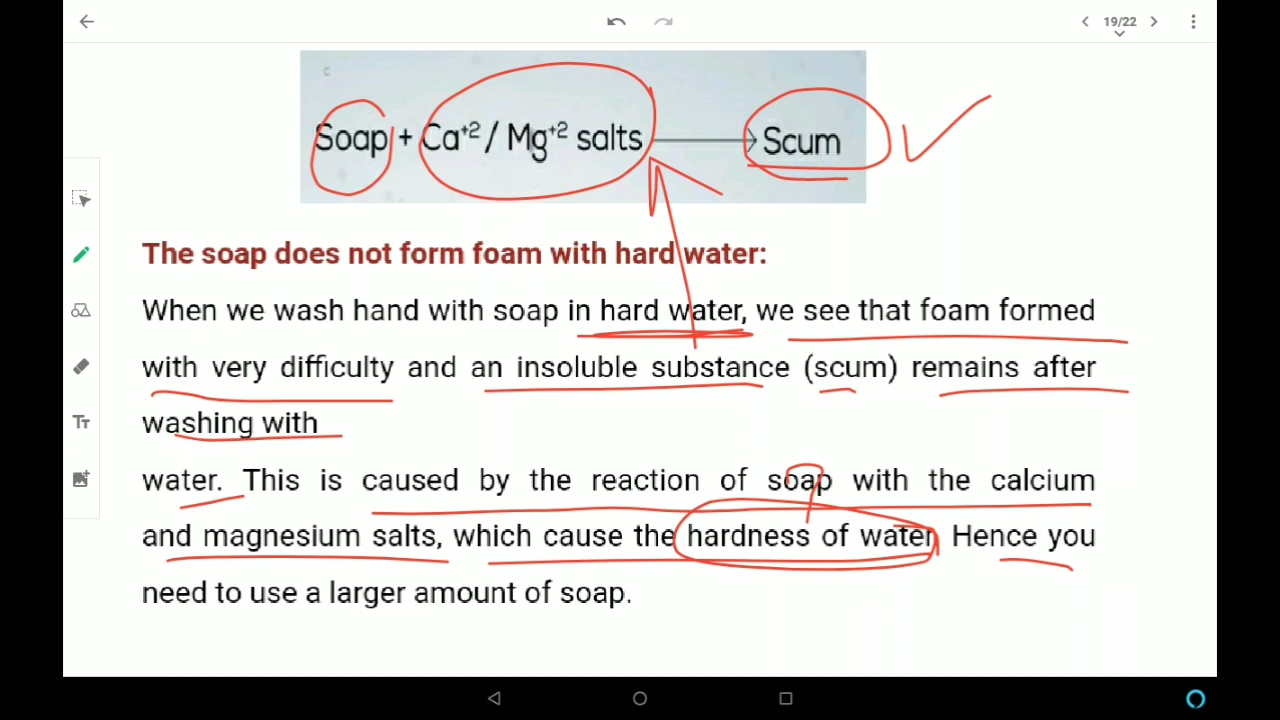 19/22
c
Soap + Ca+2 / Mg+2 salts → Scum
The soap does not form foam with hard water:
When we wash hand with soap in hard water, we see that foam formed
with very difficulty and an insoluble substance (scum) remains after
washing with
water. This is caused by the reaction of soap with the calcium
and magnesium salts, which cause the hardness of water. Hence you
need to use a larger amount of soap.
Tт